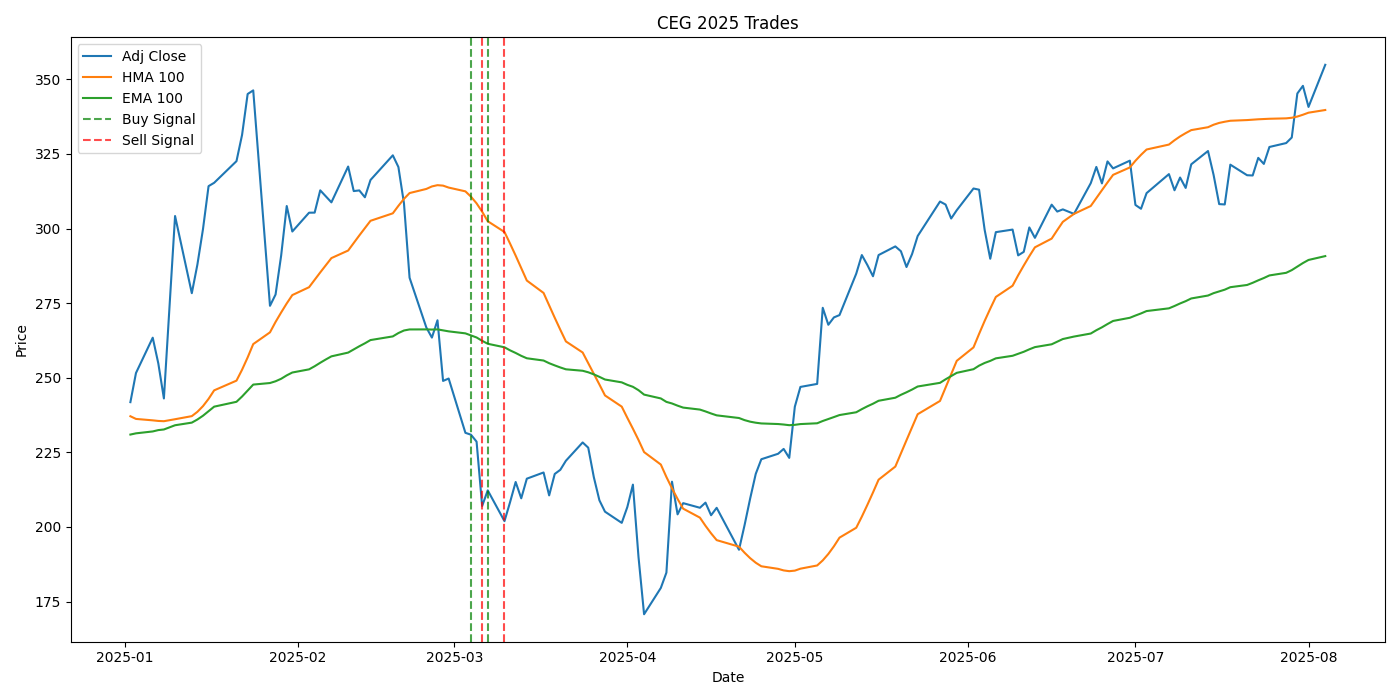 CEG 2025 Trades
Adj Close
HMA 100
EMA 100
Buy Signal
Sell Signal
350
325
300
275
250
225
200
175
Price
2025-01 2025-02 2025-03 2025-04 2025-05 2025-06 2025-07 2025-08
Date